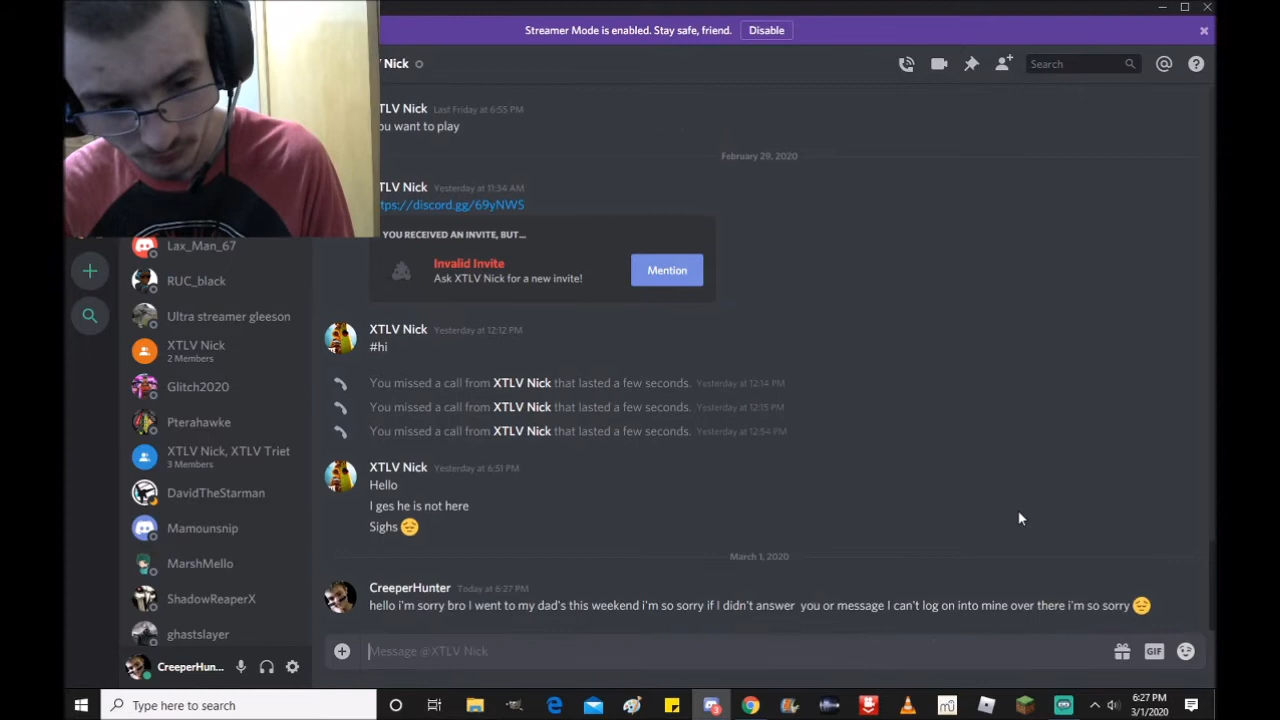 Streamer Mode is enabled. Stay safe, friend. Disable
Nick
Search
TLV Nick Last Friday at 6:55 PM
ou want to play
February 29, 2020
TLV Nick Yesterday at 11:34 AM
tps://discord.gg/69yNWS
YOU RECEIVED AN INVITE, BUT...
Invalid Invite
Ask XTLV Nick for a new invite!
Mention
XTLV Nick Yesterday at 12:12 PM
#hi
You missed a call from XTLV Nick that lasted a few seconds. Yesterday at 12:14 PM
You missed a call from XTLV Nick that lasted a few seconds. Yesterday at 12:15 PM
You missed a call from XTLV Nick that lasted a few seconds. Yesterday at 12:54 PM
XTLV Nick Yesterday at 6:51 PM
Hello
I ges he is not here
Sighs 😔
March 1, 2020
CreeperHunter Today at 6:27 PM
hello i'm sorry bro I went to my dad's this weekend i'm so sorry if I didn't answer you or message I can't log on into mine over there i'm so sorry 😔
Message @XTLV Nick
GIF
Lax_Man_67
RUC_black
Ultra streamer gleeson
XTLV Nick
2 Members
Glitch2020
Pterahawke
XTLV Nick, XTLV Triet
3 Members
DavidTheStarman
Mamounsnip
MarshMello
ShadowReaperX
ghastslayer
CreeperHun...
Type here to search
6:27 PM
3/1/2020